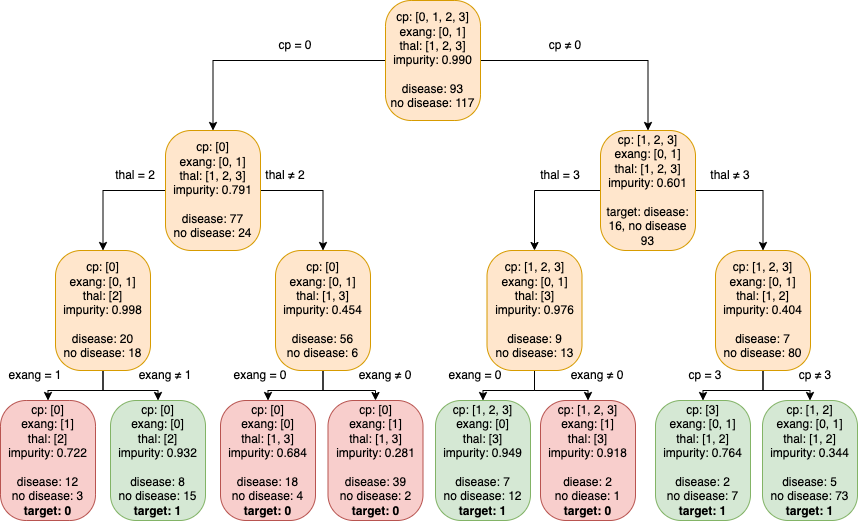 cp: [0, 1, 2, 3]
exang: [0, 1]
thal: [1, 2, 3]
impurity: 0.990
disease: 93
no disease: 117
cp = 0
cp ≠ 0
cp: [0]
exang: [0, 1]
thal: [1, 2, 3]
impurity: 0.791
disease: 77
no disease: 24
cp: [1, 2, 3]
exang: [0, 1]
thal: [1, 2, 3]
impurity: 0.601
target: disease:
16, no disease
93
thal = 2
thal ≠ 2
thal = 3
thal ≠ 3
cp: [0]
exang: [0, 1]
thal: [2]
impurity: 0.998
disease: 20
no disease: 18
cp: [0]
exang: [0, 1]
thal: [1, 3]
impurity: 0.454
disease: 56
no disease: 6
cp: [1, 2, 3]
exang: [0, 1]
thal: [3]
impurity: 0.976
disease: 9
no disease: 13
cp: [1, 2, 3]
exang: [0, 1]
thal: [1, 2]
impurity: 0.404
disease: 7
no disease: 80
exang = 1
exang ≠ 1
exang = 0
exang ≠ 0
exang = 0
exang ≠ 0
cp = 3
cp ≠ 3
cp: [0]
exang: [1]
thal: [2]
impurity: 0.722
disease: 12
no disease: 3
target: 0
cp: [0]
exang: [0]
thal: [2]
impurity: 0.932
disease: 8
no disease: 15
target: 1
cp: [0]
exang: [0]
thal: [1, 3]
impurity: 0.684
disease: 18
no disease: 4
target: 0
cp: [0]
exang: [1]
thal: [1, 3]
impurity: 0.281
disease: 39
no disease: 2
target: 0
cp: [1, 2, 3]
exang: [0]
thal: [3]
impurity: 0.949
disease: 7
no disease: 12
target: 1
cp: [1, 2, 3]
exang: [1]
thal: [3]
impurity: 0.918
disease: 2
no disease: 1
target: 0
cp: [3]
exang: [0, 1]
thal: [1, 2]
impurity: 0.764
disease: 2
no disease: 7
target: 1
cp: [1, 2]
exang: [0, 1]
thal: [1, 2]
impurity: 0.344
disease: 5
no disease: 73
target: 1